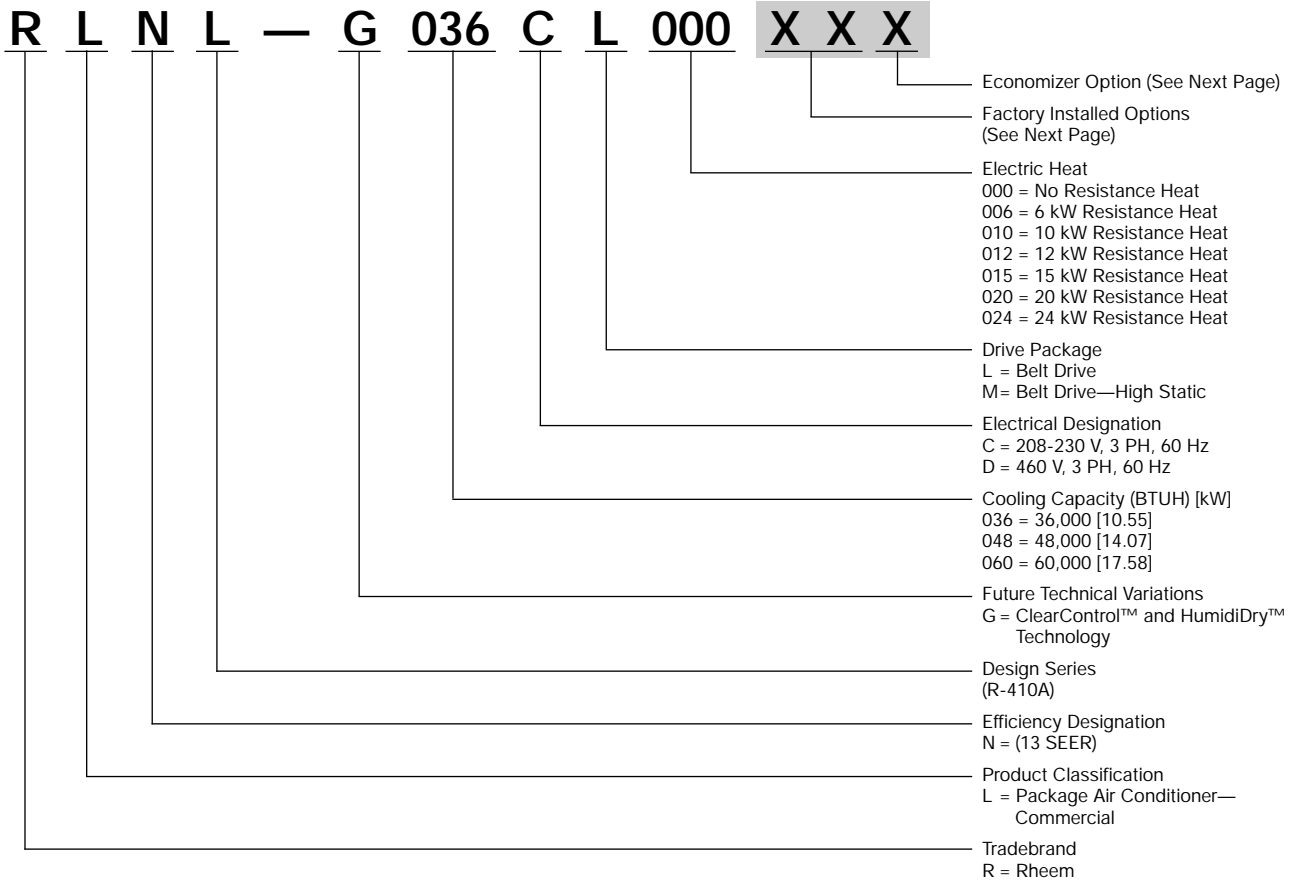 R L N L — G 036 C L 000 X X X
Economizer Option (See Next Page)
Factory Installed Options
(See Next Page)
Electric Heat
000 = No Resistance Heat
006 = 6 kW Resistance Heat
010 = 10 kW Resistance Heat
012 = 12 kW Resistance Heat
015 = 15 kW Resistance Heat
020 = 20 kW Resistance Heat
024 = 24 kW Resistance Heat
Drive Package
L = Belt Drive
M= Belt Drive—High Static
Electrical Designation
C = 208-230 V, 3 PH, 60 Hz
D = 460 V, 3 PH, 60 Hz
Cooling Capacity (BTUH) [kW]
036 = 36,000 [10.55]
048 = 48,000 [14.07]
060 = 60,000 [17.58]
Future Technical Variations
G = ClearControl™ and HumidiDry™
Technology
Design Series
(R-410A)
Efficiency Designation
N = (13 SEER)
Product Classification
L = Package Air Conditioner—
Commercial
Tradebrand
R = Rheem